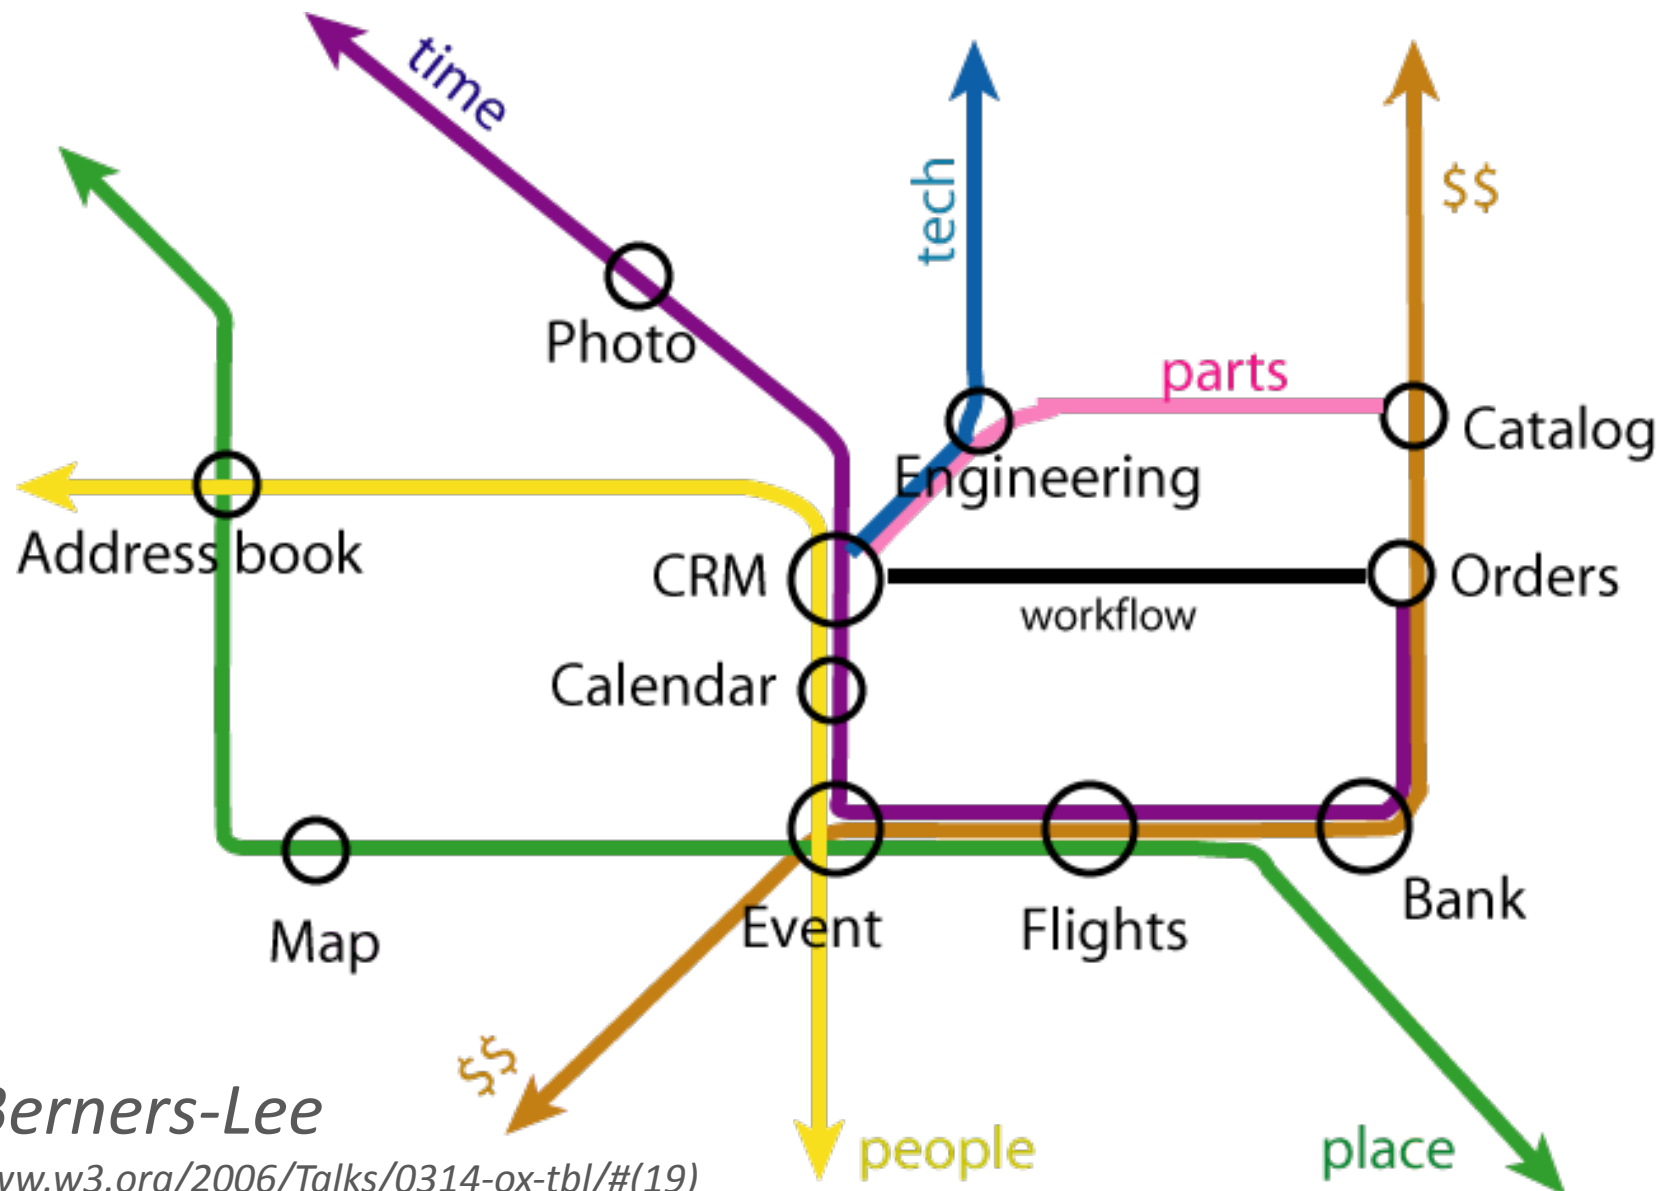 time
tech
$$
Photo
parts
Catalog
Engineering
Address book
CRM
Orders
workflow
Calendar
Event
Flights
Bank
Map
$$
Berners-Lee
people
place
ww.w3.org/2006/Talks/0314-ox-tbl/#(19)